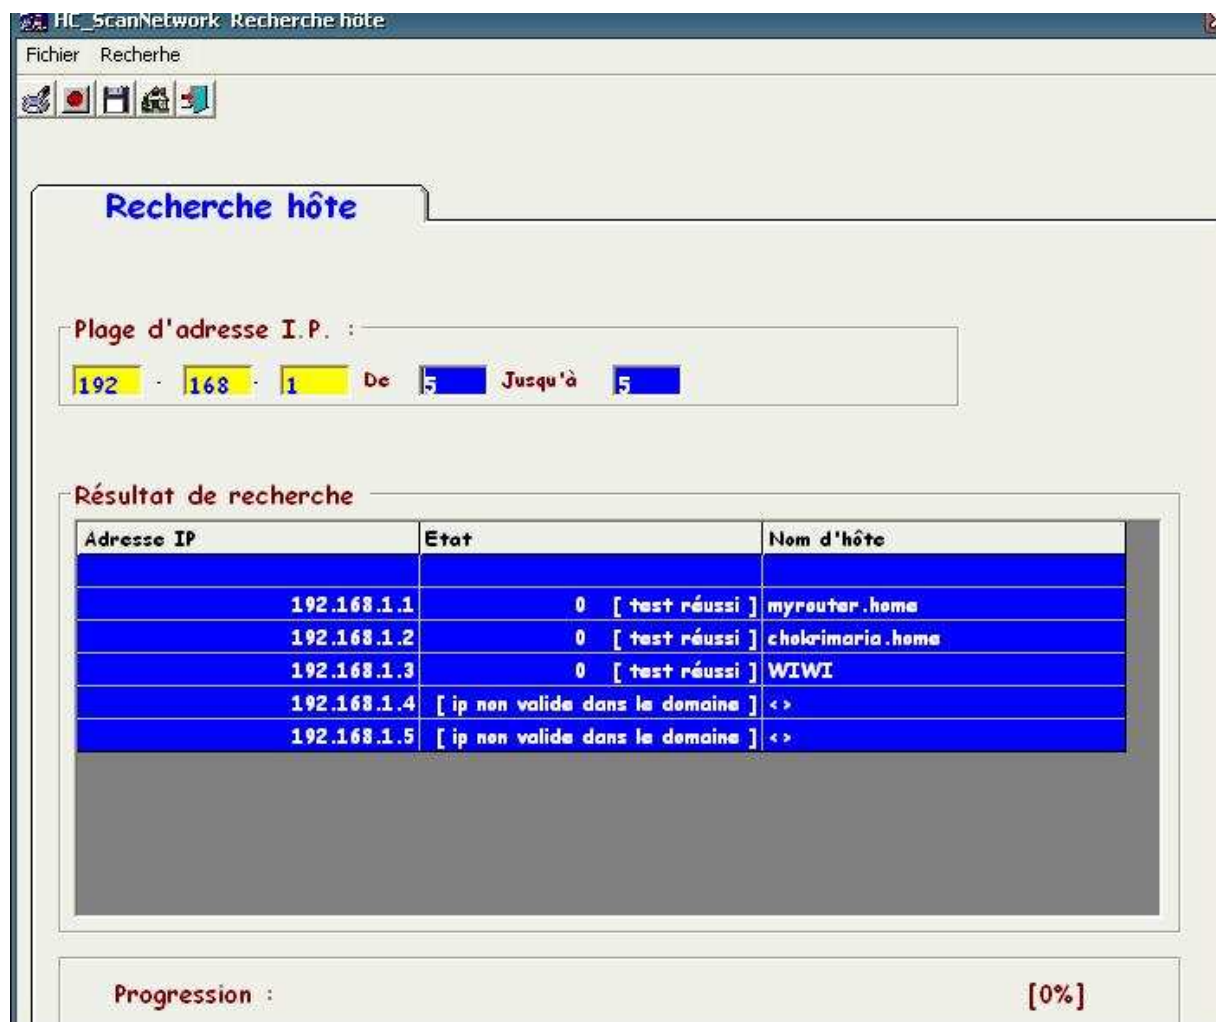 HC_ScanNetwork Recherche hôte
Fichier Recherhe
Recherche hôte
Plage d'adresse I.P. :
192 . 168 . 1 De 5 Jusqu'à 5
Résultat de recherche
Adresse IP Etat Nom d'hôte
192.168.1.1 0 [ test réussi ] myrouter.home
192.168.1.2 0 [ test réussi ] chokrimaria.home
192.168.1.3 0 [ test réussi ] WIWI
192.168.1.4 [ ip non valide dans le domaine ] <>
192.168.1.5 [ ip non valide dans le domaine ] <>
Progression : [0%]